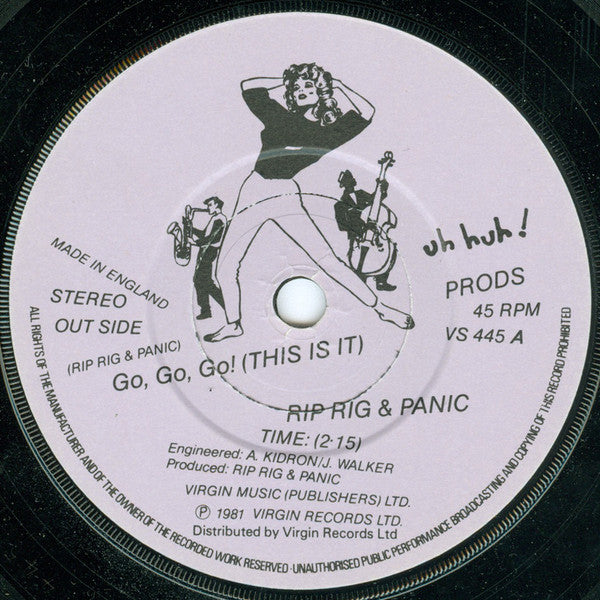 uh huh!
MADE IN ENGLAND
STEREO
OUT SIDE
PRODS
45 RPM
VS 445 A
(RIP RIG & PANIC)
Go, Go, Go! (THIS IS IT)
RIP RIG & PANIC
TIME: (2·15)
Engineered: A. KIDRON/J. WALKER
Produced: RIP RIG & PANIC
VIRGIN MUSIC (PUBLISHERS) LTD.
Ⓟ 1981 VIRGIN RECORDS LTD.
Distributed by Virgin Records Ltd
ALL RIGHTS OF THE MANUFACTURER AND OF THE OWNER OF THE RECORDED WORK RESERVED · UNAUTHORISED PUBLIC PERFORMANCE BROADCASTING AND COPYING OF THIS RECORD PROHIBITED